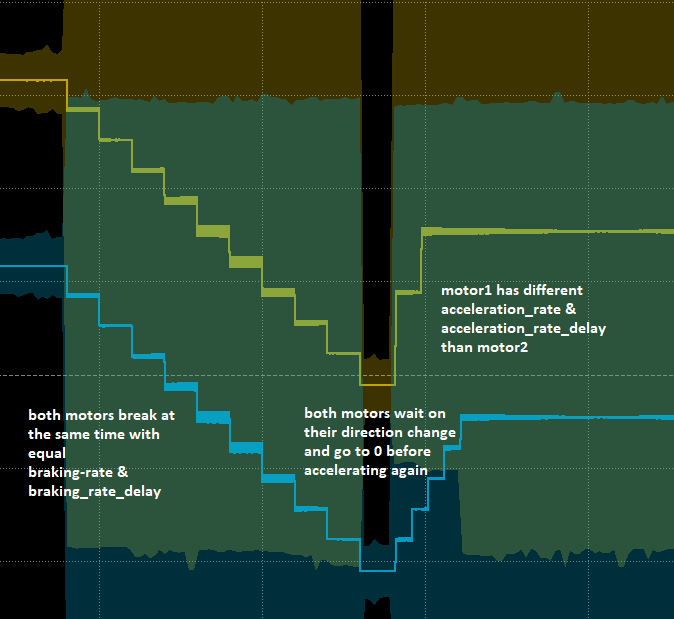 motor1 has different
acceleration_rate &
acceleration_rate_delay
than motor2
both motors break at
the same time with
equal
braking-rate &
braking_rate_delay
both motors wait on
their direction change
and go to 0 before
accelerating again